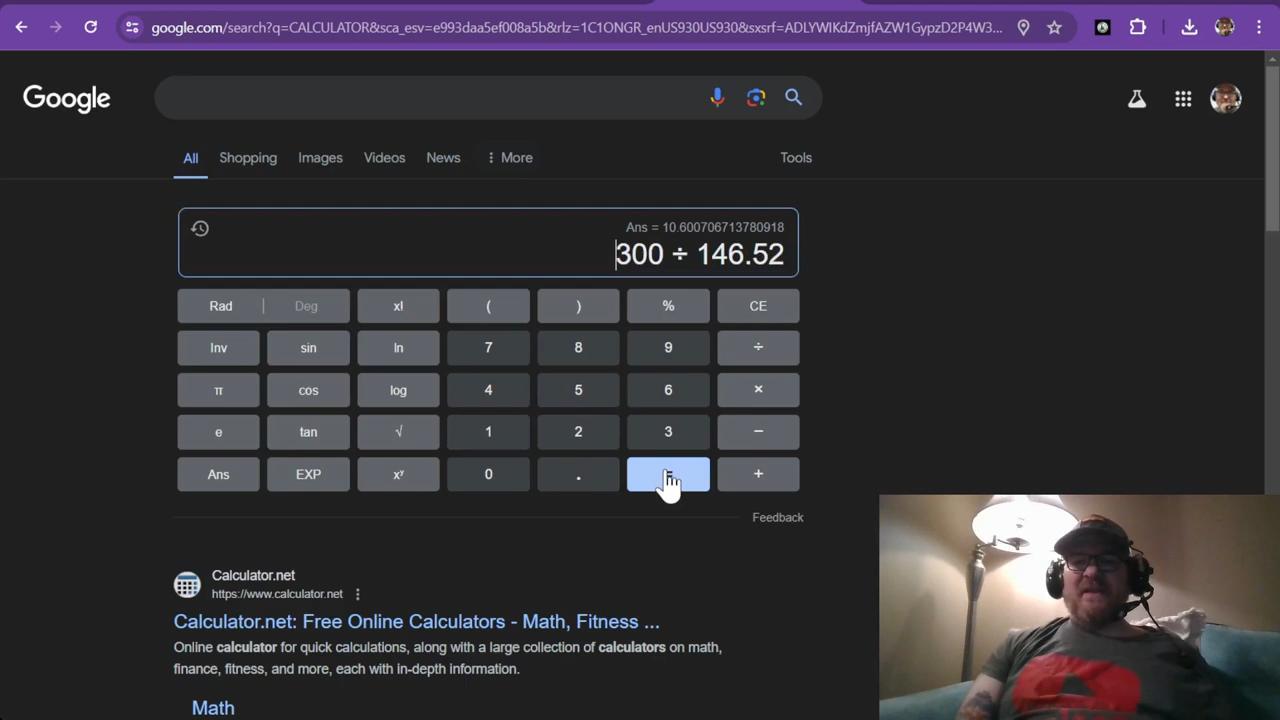 google.com/search?q=CALCULATOR&sca_esv=e993daa5ef008a5b&rlz=1C1ONGR_enUS930US930&sxsrf=ADLYWIKdZmjfAZW1GypzD2P4W3...
Google
All
Shopping
Images
Videos
News
More
Tools
Ans = 10.600706713780918
300 ÷ 146.52
Rad | Deg x! ( ) % CE
Inv sin ln 7 8 9 ÷
π cos log 4 5 6 ×
e tan √ 1 2 3 −
Ans EXP xʸ 0 . +
Feedback
Calculator.net
https://www.calculator.net
Calculator.net: Free Online Calculators - Math, Fitness ...
Online calculator for quick calculations, along with a large collection of calculators on math,
finance, fitness, and more, each with in-depth information.
Math